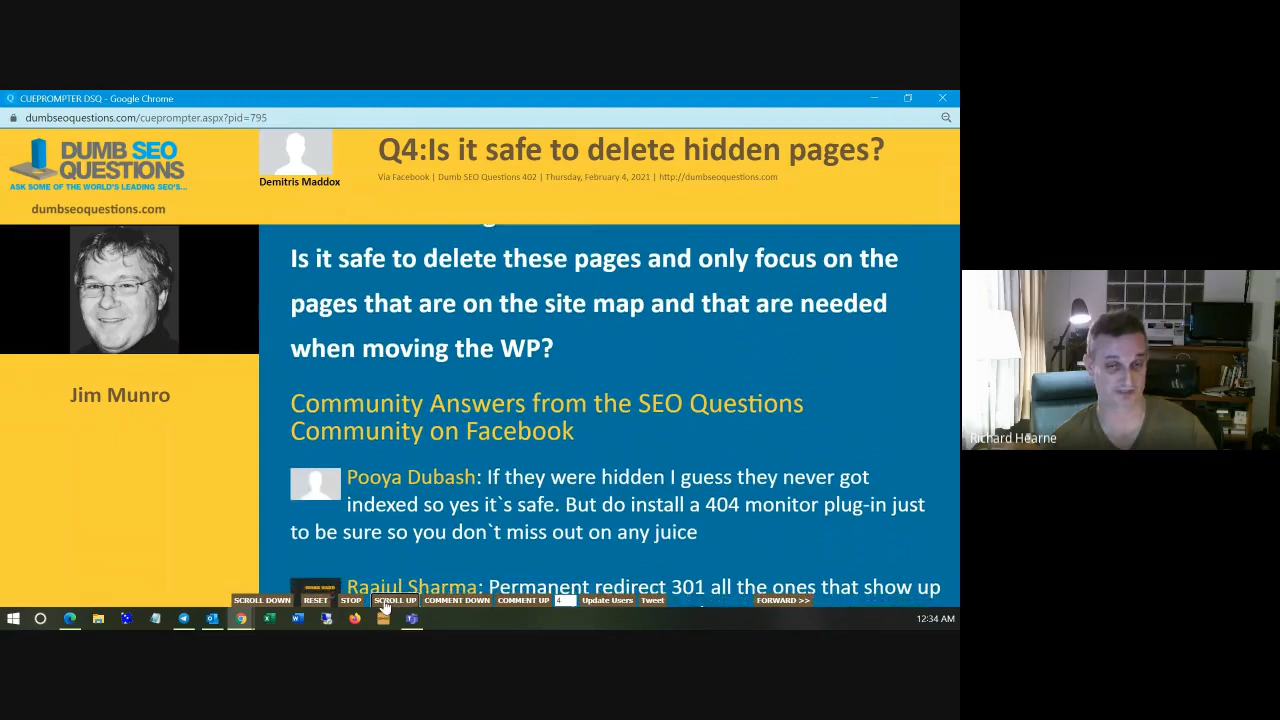 CUEPROMPTER DSQ - Google Chrome
dumbseoquestions.com/cueprompter.aspx?pid=795
DUMB SEO
QUESTIONS
ASK SOME OF THE WORLD'S LEADING SEO'S...
dumbseoquestions.com
Demitris Maddox
Q4:Is it safe to delete hidden pages?
Via Facebook | Dumb SEO Questions 402 | Thursday, February 4, 2021 | http://dumbseoquestions.com
Jim Munro
Is it safe to delete these pages and only focus on the
pages that are on the site map and that are needed
when moving the WP?
Community Answers from the SEO Questions
Community on Facebook
Pooya Dubash: If they were hidden I guess they never got
indexed so yes it`s safe. But do install a 404 monitor plug-in just
to be sure so you don`t miss out on any juice
Raajul Sharma: Permanent redirect 301 all the ones that show up
SCROLL DOWN RESET STOP SCROLL UP COMMENT DOWN COMMENT UP 4 Update Users Tweet FORWARD >>
12:34 AM
Richard Hearne